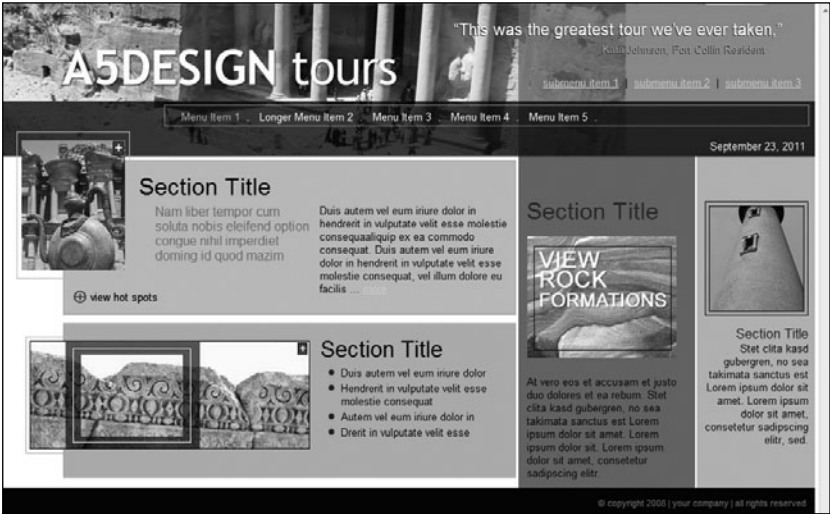 “This was the greatest tour we’ve ever taken,”
Kaila Johnson, Fort Collin Resident
A5DESIGN tours
submenu item 1 | submenu item 2 | submenu item 3
Menu Item 1 . Longer Menu Item 2 . Menu Item 3 . Menu Item 4 . Menu Item 5 .
September 23, 2011
Section Title
Nam liber tempor cum
soluta nobis eleifend option
congue nihil imperdiet
doming id quod mazim
Duis autem vel eum iriure dolor in
hendrerit in vulputate velit esse molestie
consequaaliquip ex ea commodo
consequat. Duis autem vel eum iriure
dolor in hendrerit in vulputate velit esse
molestie consequat, vel illum dolore eu
facilis ... more
view hot spots
Section Title
Duis autem vel eum iriure dolor
Hendrerit in vulputate velit esse
molestie consequat
Autem vel eum iriure dolor in
Drerit in vulputate velit esse
Section Title
VIEW
ROCK
FORMATIONS
At vero eos et accusam et justo
duo dolores et ea rebum. Stet
clita kasd gubergren, no sea
takimata sanctus est Lorem
ipsum dolor sit amet. Lorem
ipsum dolor sit amet. Lorem ipsum
dolor sit amet, consetetur
sadipscing elitr
Section Title
Stet clita kasd
gubergren, no sea
takimata sanctus est
Lorem ipsum dolor sit
amet. Lorem ipsum
dolor sit amet,
consetetur sadipscing
elitr, sed.
© copyright 2008 | your company | all rights reserved